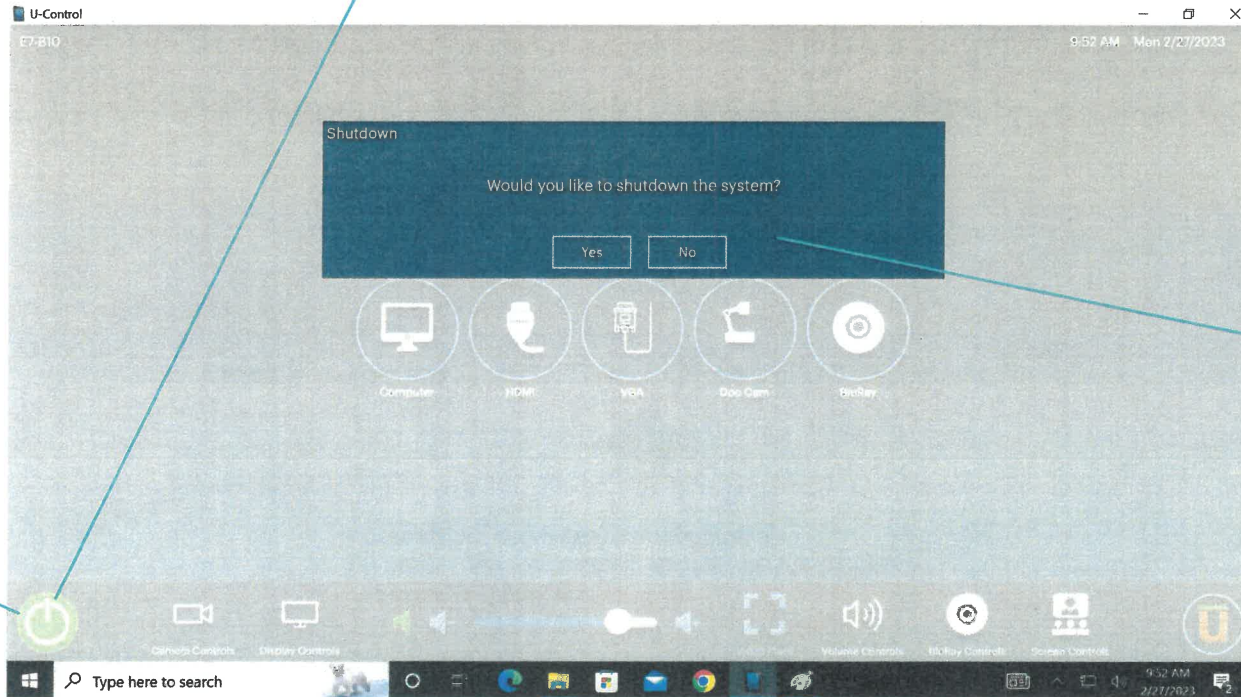 U-Control
E7-B10
9:52 AM Mon 2/27/2023
Shutdown
Would you like to shutdown the system?
Yes No
Computer HDMI VGA Doc Cam BluRay
Camera Controls Display Controls Volume Controls BluRay Controls Screen Controls
Type here to search
9:52 AM
2/27/2023
2